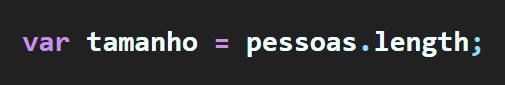 var tamanho = pessoas.length;